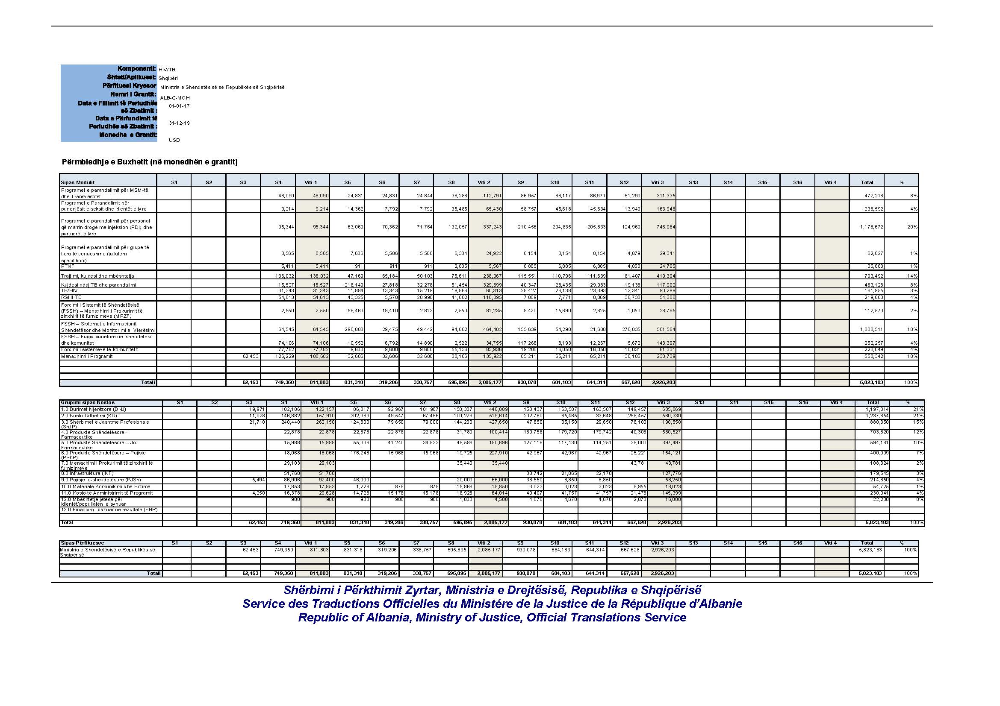 Komponenti: HIV/TB
Shteti/Aplikuesi: Shqipëri
Përfituesi Kryesor Ministria e Shëndetësisë së Republikës së Shqipërisë
Numri i Grantit: ALB-C-MOH
Data e Fillimit të Periudhës
së Zbatimit : 01-01-17
Data e Përfundimit të
Periudhës së Zbatimit : 31-12-19
Monedha e Grantit: USD
Përmbledhje e Buxhetit (në monedhën e grantit)
Sipas Modulit S1 S2 S3 S4 Viti 1 S5 S6 S7 S8 Viti 2 S9 S10 S11 S12 Viti 3 S13 S14 S15 S16 Viti 4 Total %
Programet e parandalimit për MSM-të
dhe Transvestitët. 48,090 48,090 24,831 24,831 24,844 38,286 112,791 86,957 86,117 86,971 51,290 311,335 472,216 8%
Programet e Parandalimit për
punonjësit e seksit dhe klientët e tyre 9,214 9,214 14,362 7,792 7,792 35,485 65,430 58,757 45,618 45,634 13,940 163,948 238,592 4%
Programet e parandalimit për personat
që marrin drogë me injeksion (PDI) dhe 95,344 95,344 63,060 70,362 71,764 132,057 337,243 210,456 204,835 205,833 124,960 746,084 1,178,672 20%
partnerët e tyre
Programet e parandalimit për grupe të
tjera të cenueshme (ju lutem 8,565 8,565 7,606 5,506 5,506 6,304 24,922 8,154 8,154 8,154 4,879 29,341 62,827 1%
specifikoni)
PTNF 5,411 5,411 911 911 911 2,835 5,567 6,885 6,885 6,885 4,050 24,705 35,683 1%
Trajtimi, kujdesi dhe mbështetja 136,032 136,032 47,169 65,184 50,103 75,611 238,067 115,551 110,796 111,639 81,407 419,394 793,492 14%
Kujdesi ndaj TB dhe parandalimi 15,527 15,527 218,149 27,818 32,278 51,454 329,699 40,347 28,435 29,983 19,138 117,902 463,128 8%
TB/HIV 31,343 31,343 11,884 13,343 15,219 19,866 60,313 28,427 26,138 23,393 12,341 90,299 181,955 3%
RSHI-TB 54,613 54,613 43,325 5,578 20,990 41,002 110,895 7,809 7,771 8,069 30,730 54,380 219,888 4%
Forcimi i Sistemit të Shëndetësisë
(FSSH) – Menaxhimi i Prokurimit të 2,550 2,550 56,463 19,410 2,813 2,550 81,235 9,420 15,690 2,625 1,050 28,785 112,570 2%
zinxhirit të furnizimeve (MPZF)
FSSH – Sistemet e Informacionit
Shëndetësor dhe Monitorimi e Vlerësimi 64,545 64,545 290,803 29,475 49,442 94,682 464,402 155,639 54,290 21,600 270,035 501,564 1,030,511 18%
FSSH – Fuqia punëtore në shëndetësi
dhe komunitet 74,106 74,106 10,552 6,792 14,890 2,522 34,755 117,266 8,193 12,267 5,672 143,397 252,257 4%
Forcimi i sistemeve të komunitetit 77,782 77,782 9,600 9,600 9,600 55,136 83,936 19,200 16,050 16,050 10,031 61,331 223,049 4%
Menaxhimi i Programit 62,453 126,229 188,682 32,606 32,606 32,606 38,106 135,922 65,211 65,211 65,211 38,106 233,739 558,342 10%
Totali 62,453 749,350 811,803 831,318 319,206 338,757 595,895 2,085,177 930,078 684,183 644,314 667,628 2,926,203 5,823,183 100%
Grupimi sipas Kostos S1 S2 S3 S4 Viti 1 S5 S6 S7 S8 Viti 2 S9 S10 S11 S12 Viti 3 S13 S14 S15 S16 Viti 4 Total %
1.0 Burimet Njerëzore (BNJ) 19,971 102,186 122,157 86,817 92,967 101,967 158,337 440,089 158,437 163,587 163,587 149,457 635,069 1,197,314 21%
2.0 Kosto Udhëtimi (KU) 11,028 146,882 157,910 302,383 49,547 67,456 100,229 519,614 202,760 65,465 33,648 258,457 560,330 1,237,854 21%
3.0 Shërbimet e Jashtme Profesionale 21,710 240,440 262,150 124,800 79,650 79,000 144,200 427,650 47,650 35,150 29,650 78,100 190,550 880,350 15%
(ShJP)
4.0 Produkte Shëndetësore - 22,878 22,878 22,878 22,878 22,878 31,780 100,414 180,758 179,720 179,742 40,308 580,527 703,820 12%
Farmaceutike
5.0 Produkte Shëndetësore – Jo- 15,988 15,988 55,336 41,240 34,532 49,588 180,696 127,116 117,130 114,251 39,000 397,497 594,181 10%
Farmaceutike
6.0 Produkte Shëndetësore – Pajisje 18,068 18,068 176,248 15,968 15,968 19,725 227,910 42,967 42,967 42,967 25,221 154,121 400,099 7%
(PShP)
7.0 Menaxhimi i Prokurimit të zinxhirit të 29,103 29,103 35,440 35,440 43,781 43,781 108,324 2%
furnizimeve
8.0 Infrastruktura (INF) 51,768 51,768 83,742 21,865 22,170 127,776 179,545 3%
9.0 Pajisje jo-shëndetësore (PJSh) 5,494 86,906 92,400 46,000 20,000 66,000 38,550 8,850 8,850 56,250 214,650 4%
10.0 Materiale Komunikimi dhe Botime 17,853 17,853 1,228 878 878 15,868 18,850 3,023 3,023 3,023 8,955 18,023 54,725 1%
11.0 Kosto të Administrimit të Programit 4,250 16,378 20,628 14,728 15,178 15,178 18,928 64,014 40,407 41,757 41,757 21,478 145,399 230,041 4%
12.0 Mbështetje jetese për 900 900 900 900 900 1,800 4,500 4,670 4,670 4,670 2,870 16,880 22,280 0%
klientët/popullatën e synuar
13.0 Financim i bazuar në rezultate (FBR)
Total 62,453 749,350 811,803 831,318 319,206 338,757 595,895 2,085,177 930,078 684,183 644,314 667,628 2,926,203 5,823,183 100%
Sipas Përfituesve S1 S2 S3 S4 Viti 1 S5 S6 S7 S8 Viti 2 S9 S10 S11 S12 Viti 3 S13 S14 S15 S16 Viti 4 Total %
Ministria e Shëndetësisë e Republikës së 62,453 749,350 811,803 831,318 319,206 338,757 595,895 2,085,177 930,078 684,183 644,314 667,628 2,926,203 5,823,183 100%
Shqipërisë
Totali 62,453 749,350 811,803 831,318 319,206 338,757 595,895 2,085,177 930,078 684,183 644,314 667,628 2,926,203 5,823,183 100%
Shërbimi i Përkthimit Zyrtar, Ministria e Drejtësisë, Republika e Shqipërisë
Service des Traductions Officielles du Ministére de la Justice de la République d’Albanie
Republic of Albania, Ministry of Justice, Official Translations Service